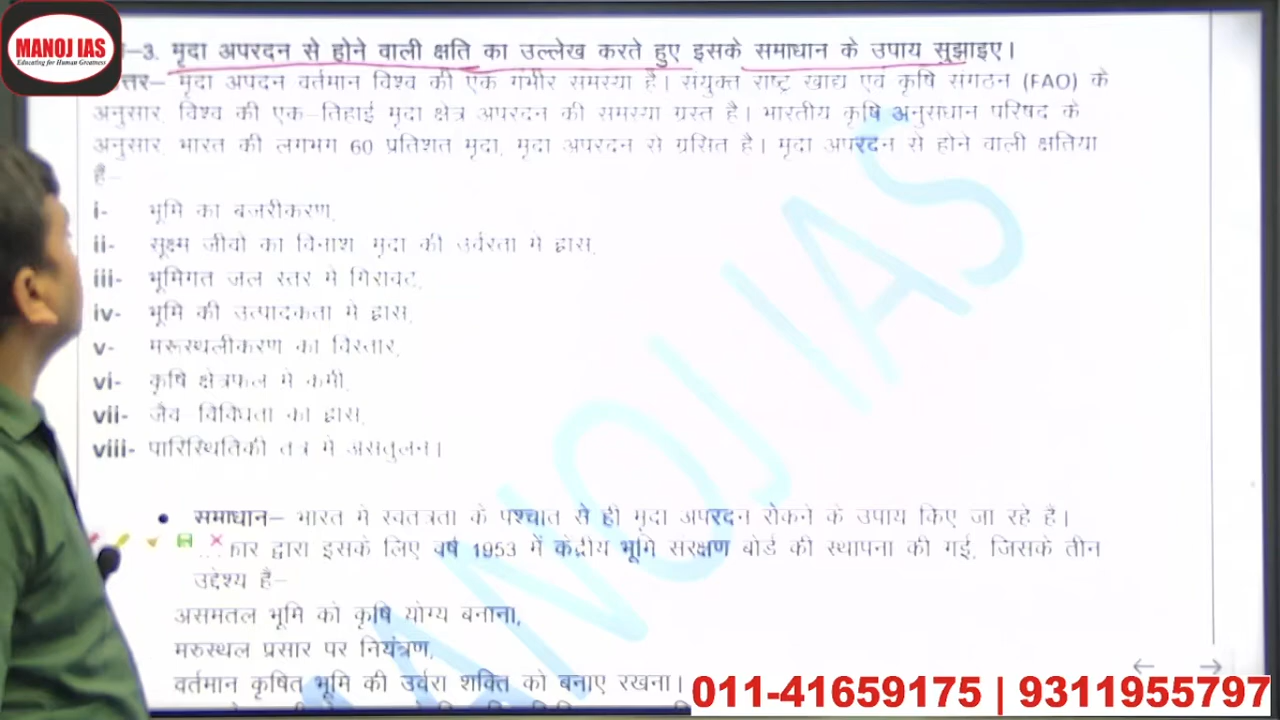 MANOJ IAS
Educating for Human Greatness
–3. मृदा अपरदन से होने वाली क्षति का उल्लेख करते हुए इसके समाधान के उपाय सुझाइए।
त्तर– मृदा अपदन वर्तमान विश्व की एक गंभीर समस्या है। संयुक्त राष्ट्र खाद्य एवं कृषि संगठन (FAO) के
अनुसार, विश्व की एक–तिहाई मृदा क्षेत्र अपरदन की समस्या ग्रस्त है। भारतीय कृषि अनुसंधान परिषद के
अनुसार, भारत की लगभग 60 प्रतिशत मृदा, मृदा अपरदन से ग्रसित है। मृदा अपरदन से होने वाली क्षतिया
हैं–
i- भूमि का बंजरीकरण,
ii- सूक्ष्म जीवों का विनाश मृदा की उर्वरता में ह्रास,
iii- भूमिगत जल स्तर में गिरावट,
iv- भूमि की उत्पादकता में ह्रास,
v- मरूस्थलीकरण का विस्तार,
vi- कृषि क्षेत्रफल में कमी,
vii- जैव विविधता का ह्रास,
viii- पारिस्थितिकी तंत्र में असंतुलन।
• समाधान– भारत में स्वतंत्रता के पश्चात से ही मृदा अपरदन रोकने के उपाय किए जा रहे हैं।
कार द्वारा इसके लिए वर्ष 1953 में केंद्रीय भूमि संरक्षण बोर्ड की स्थापना की गई, जिसके तीन
उद्देश्य हैं–
असमतल भूमि को कृषि योग्य बनाना,
मरुस्थल प्रसार पर नियंत्रण,
वर्तमान कृषित भूमि की उर्वरा शक्ति को बनाए रखना।
MANOJ IAS
011-41659175 | 9311955797